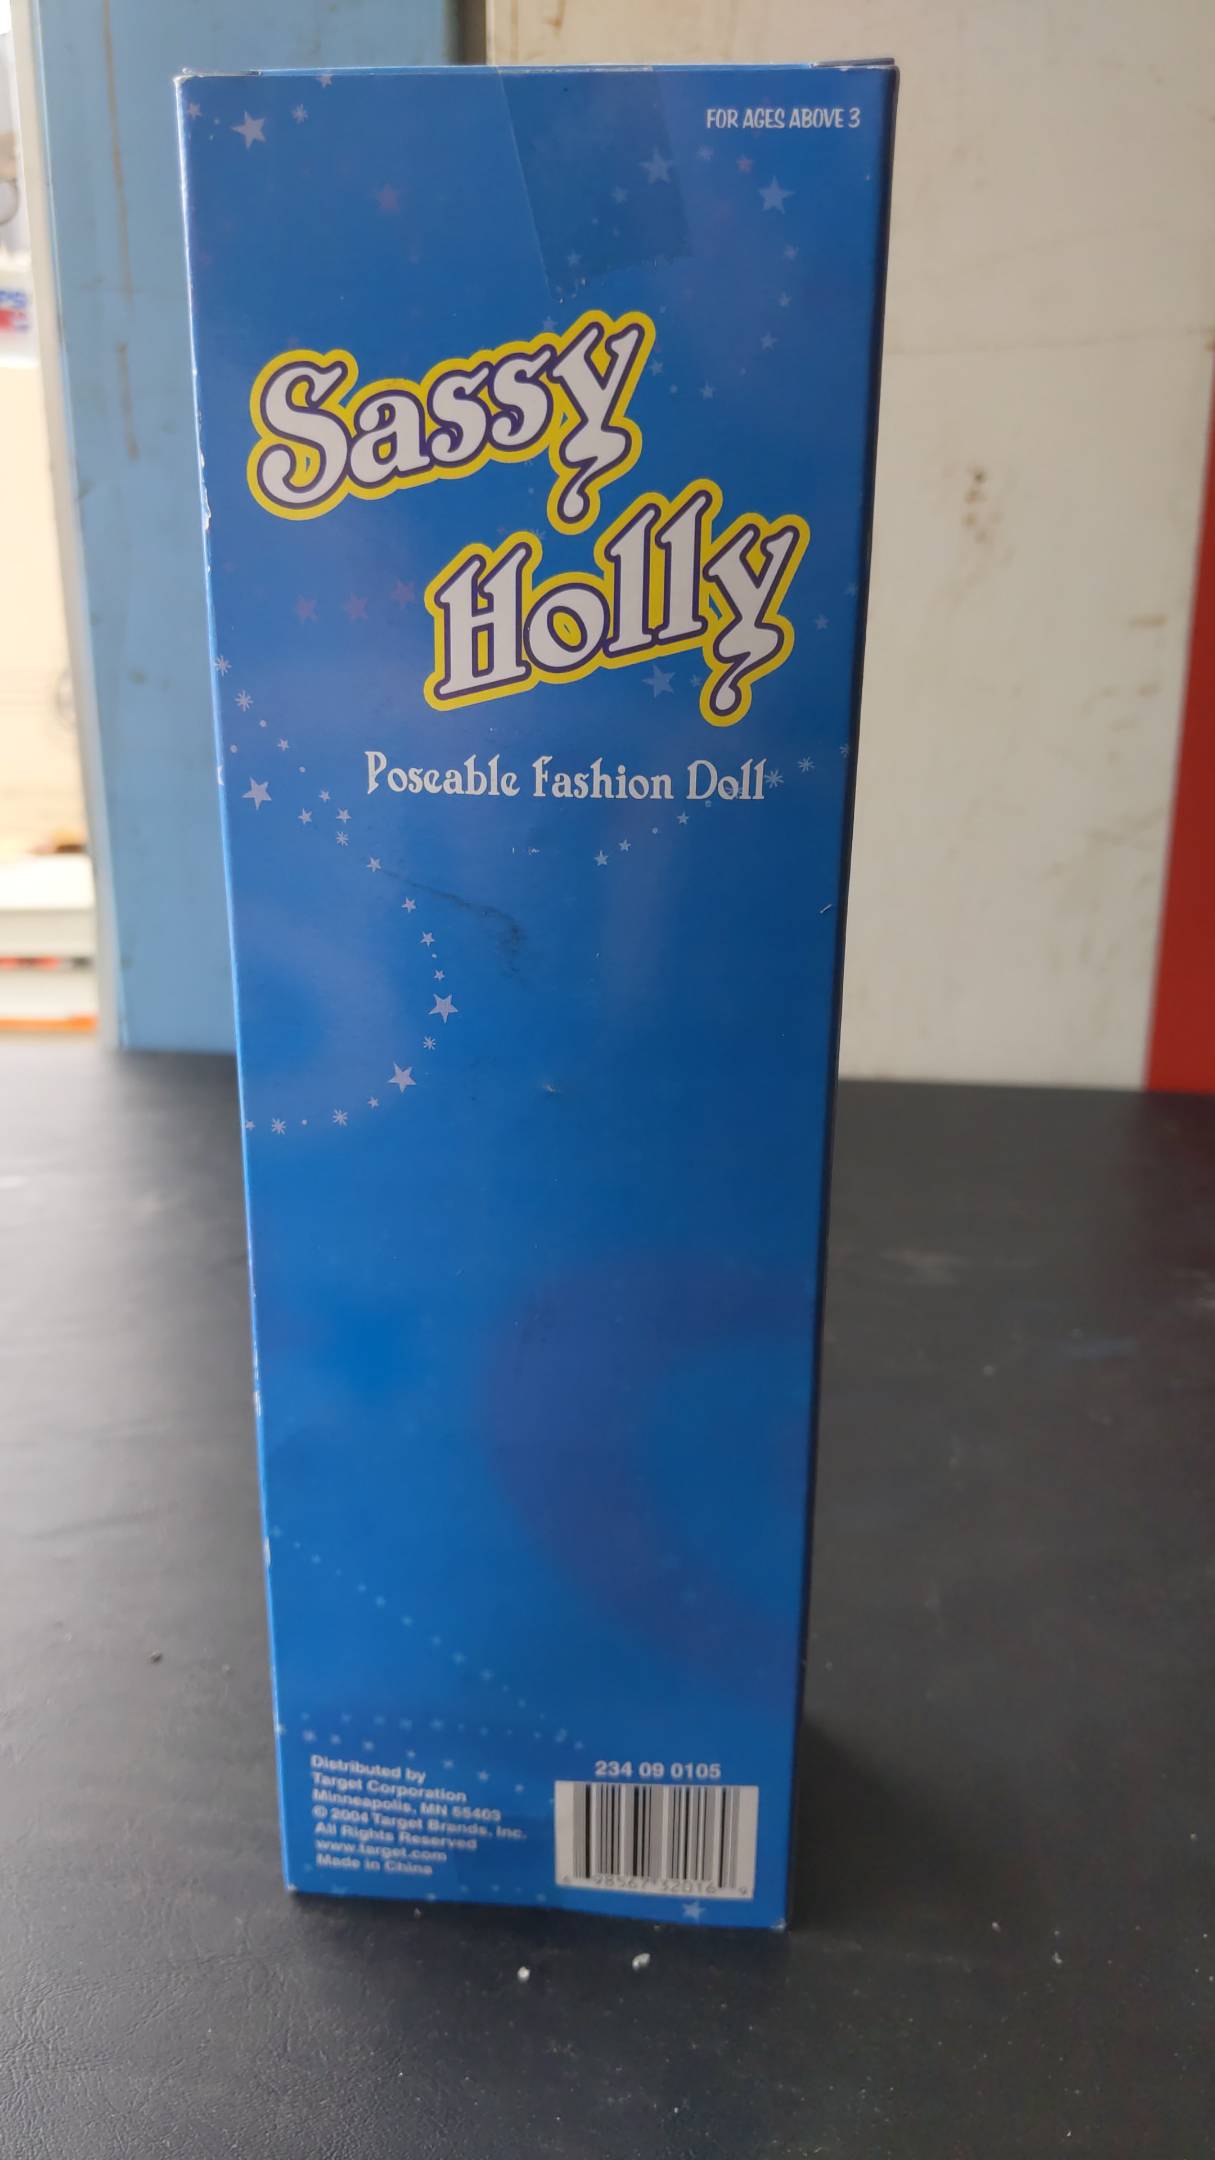 FOR AGES ABOVE 3
Sassy
Holly
Poseable Fashion Doll
Distributed by
Target Corporation
Minneapolis, MN 55403
© 2004 Target Brands, Inc.
All Rights Reserved
www.target.com
Made in China
234 09 0105